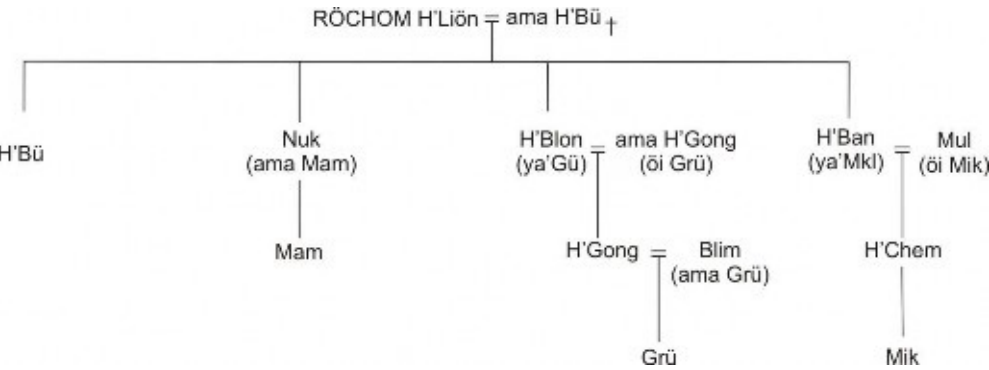 RÖCHOM H'Liön = ama H'Bü †
H'Bü
Nuk
(ama Mam)
H'Blon = ama H'Gong
(ya'Gü) (öi Grü)
H'Ban = Mul
(ya'Mkl) (öi Mik)
Mam
H'Gong = Blim
(ama Grü)
H'Chem
Grü
Mik